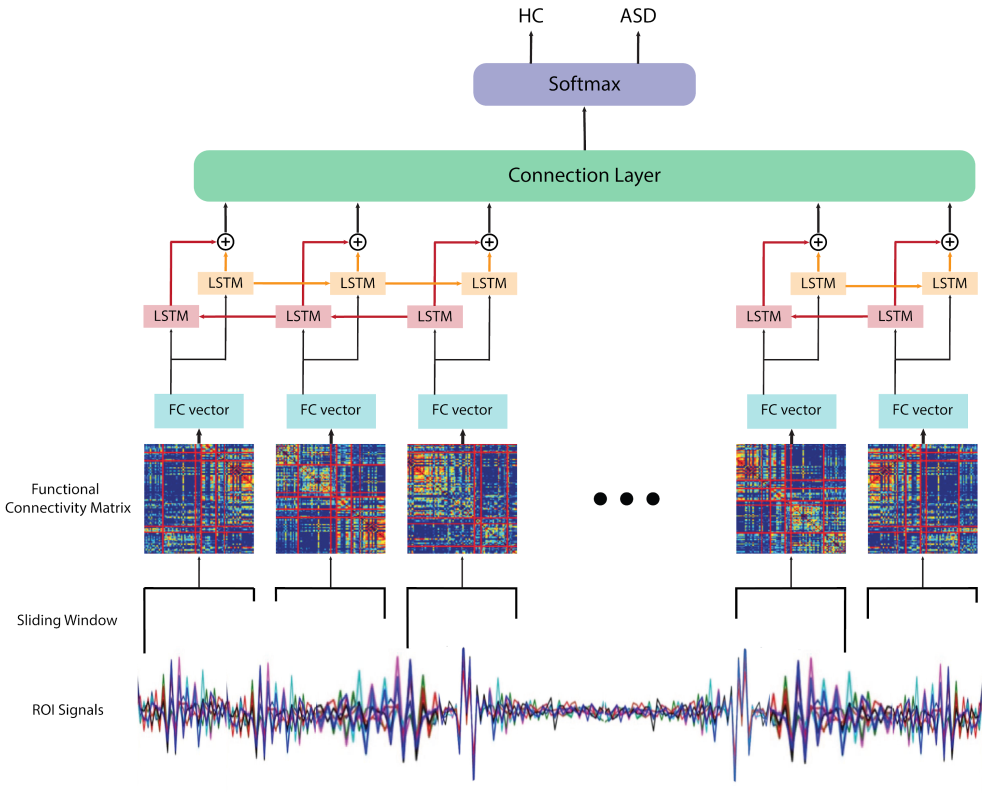 HC
ASD
Softmax
Connection Layer
LSTM
LSTM
LSTM
LSTM
LSTM
LSTM
LSTM
LSTM
LSTM
LSTM
FC vector
FC vector
FC vector
FC vector
FC vector
Functional
Connectivity Matrix
Sliding Window
ROI Signals